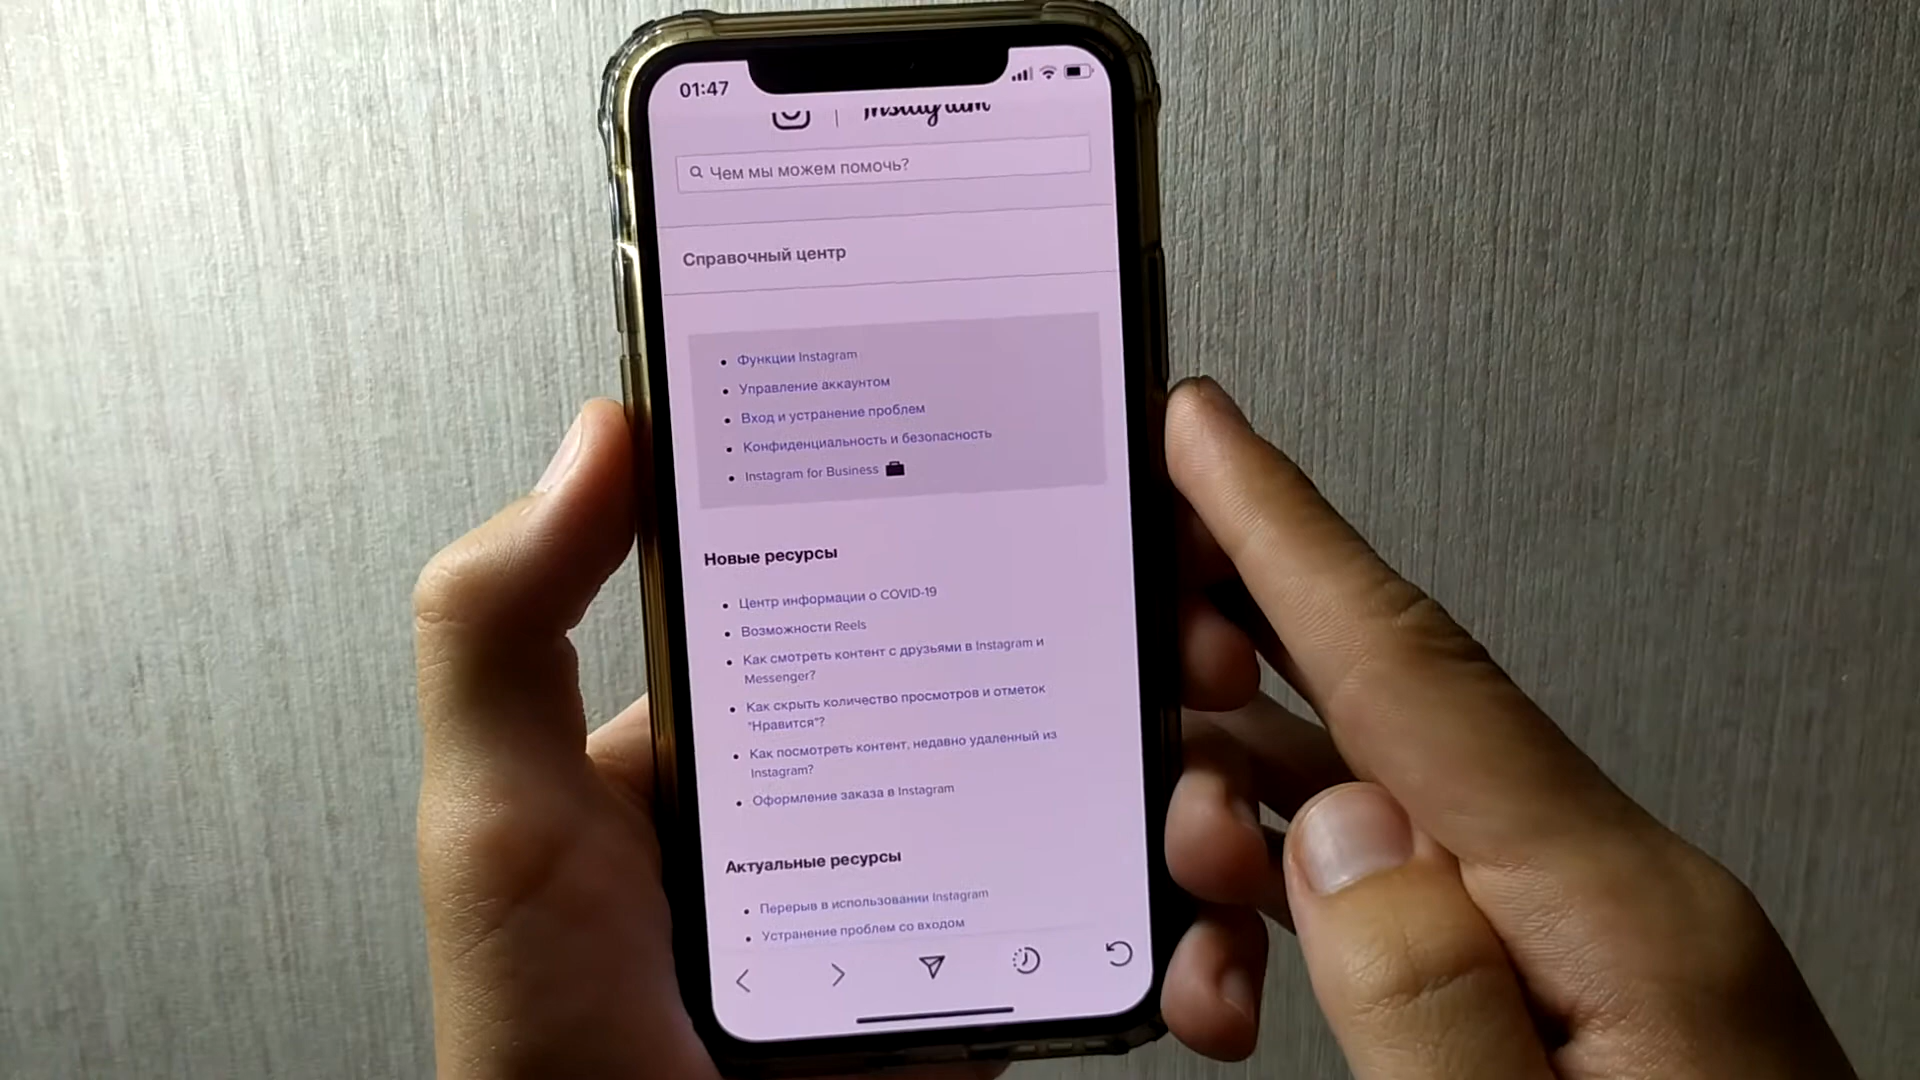 01:47
Instagram
Чем мы можем помочь?
Справочный центр
Функции Instagram
Управление аккаунтом
Вход и устранение проблем
Конфиденциальность и безопасность
Instagram for Business
Новые ресурсы
Центр информации о COVID-19
Возможности Reels
Как смотреть контент с друзьями в Instagram и
Messenger?
Как скрыть количество просмотров и отметок
"Нравится"?
Как посмотреть контент, недавно удаленный из
Instagram?
Оформление заказа в Instagram
Актуальные ресурсы
Перерыв в использовании Instagram
Устранение проблем со входом